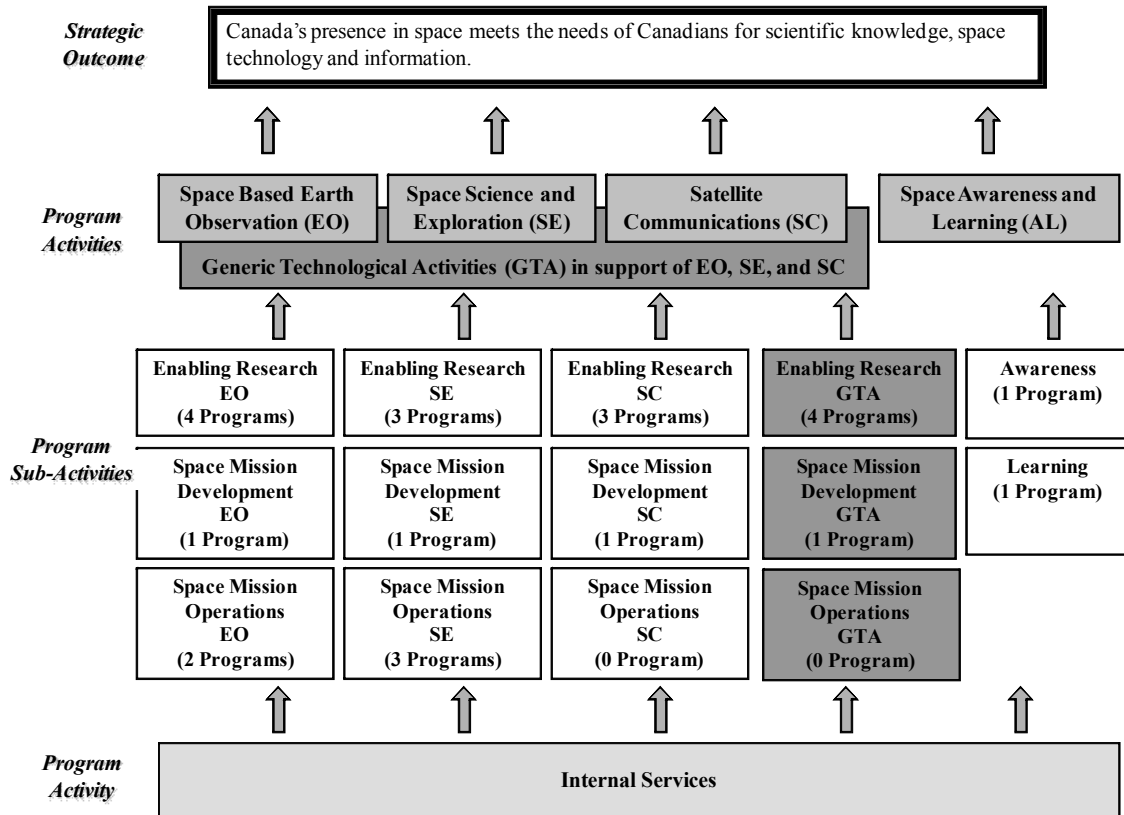 Strategic
Outcome
Canada's presence in space meets the needs of Canadians for scientific knowledge, space
technology and information.
Program
Activities
Space Based Earth
Observation (EO)
Space Science and
Exploration (SE)
Satellite
Communications (SC)
Space Awareness and
Learning (AL)
Generic Technological Activities (GTA) in support of EO, SE, and SC
Program
Sub-Activities
Enabling Research
EO
(4 Programs)
Enabling Research
SE
(3 Programs)
Enabling Research
SC
(3 Programs)
Enabling Research
GTA
(4 Programs)
Awareness
(1 Program)
Space Mission
Development
EO
(1 Program)
Space Mission
Development
SE
(1 Program)
Space Mission
Development
SC
(1 Program)
Space Mission
Development
GTA
(1 Program)
Learning
(1 Program)
Space Mission
Operations
EO
(2 Programs)
Space Mission
Operations
SE
(3 Programs)
Space Mission
Operations
SC
(0 Program)
Space Mission
Operations
GTA
(0 Program)
Program
Activity
Internal Services